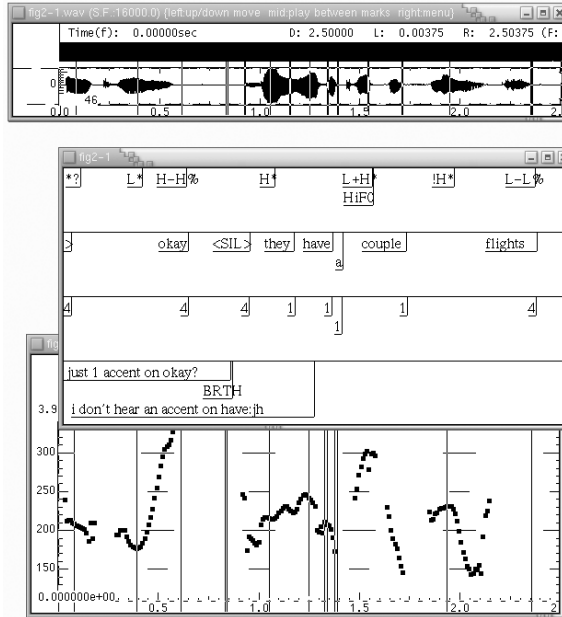 fig2-1.wav (S.F.:16000.0) {left:up/down move mid:play between marks right:menu}
Time(f): 0.00000sec D: 2.50000 L: 0.00375 R: 2.50375 (F:
0
46
0.0 0.5 1.0 1.5 2.0 2.
fig2-1
*? L* H-H% H* L+H* !H* L-L%
HiF0
> okay <SIL> they have couple flights
a
4 4 4 1 1 1 4
1
fig
just 1 accent on okay?
BRTH
3.9 i don't hear an accent on have:jh
300
250
200
150
0.000000e+00
0.5 1.0 1.5 2.0 2